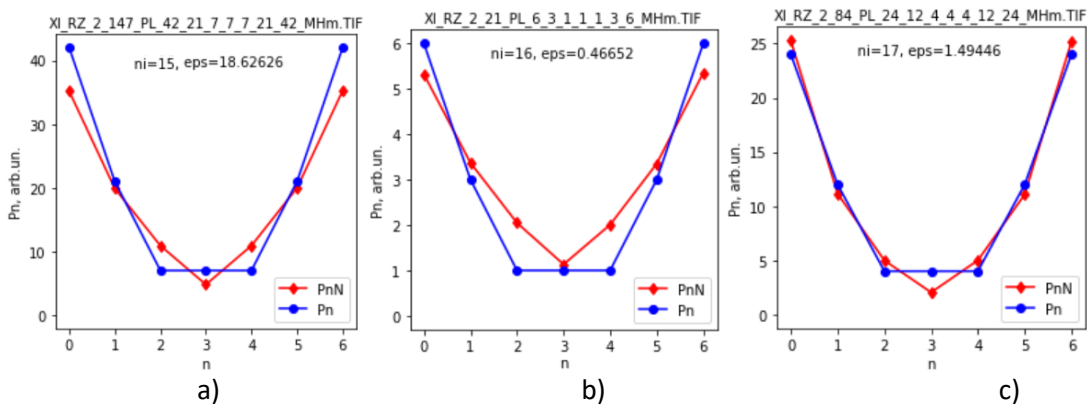 XI_RZ_2_147_PL_42_21_7_7_7_21_42_MHm.TIF
ni=15, eps=18.62626
Pn, arb.un.
40
30
20
10
0
PnN
Pn
0 1 2 3 4 5 6
n
a)
XI_RZ_2_21_PL_6_3_1_1_1_3_6_MHm.TIF
ni=16, eps=0.46652
Pn, arb.un.
6
5
4
3
2
1
0
PnN
Pn
0 1 2 3 4 5 6
n
b)
XI_RZ_2_84_PL_24_12_4_4_4_12_24_MHm.TIF
ni=17, eps=1.49446
Pn, arb.un.
25
20
15
10
5
0
PnN
Pn
0 1 2 3 4 5 6
n
c)